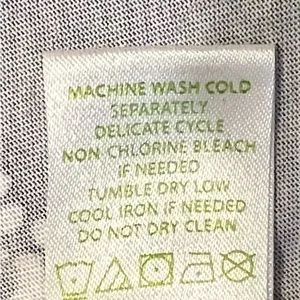 MACHINE WASH COLD
SEPARATELY
DELICATE CYCLE
NON CHLORINE BLEACH
IF NEEDED
TUMBLE DRY LOW
COOL IRON IF NEEDED
DO NOT DRY CLEAN